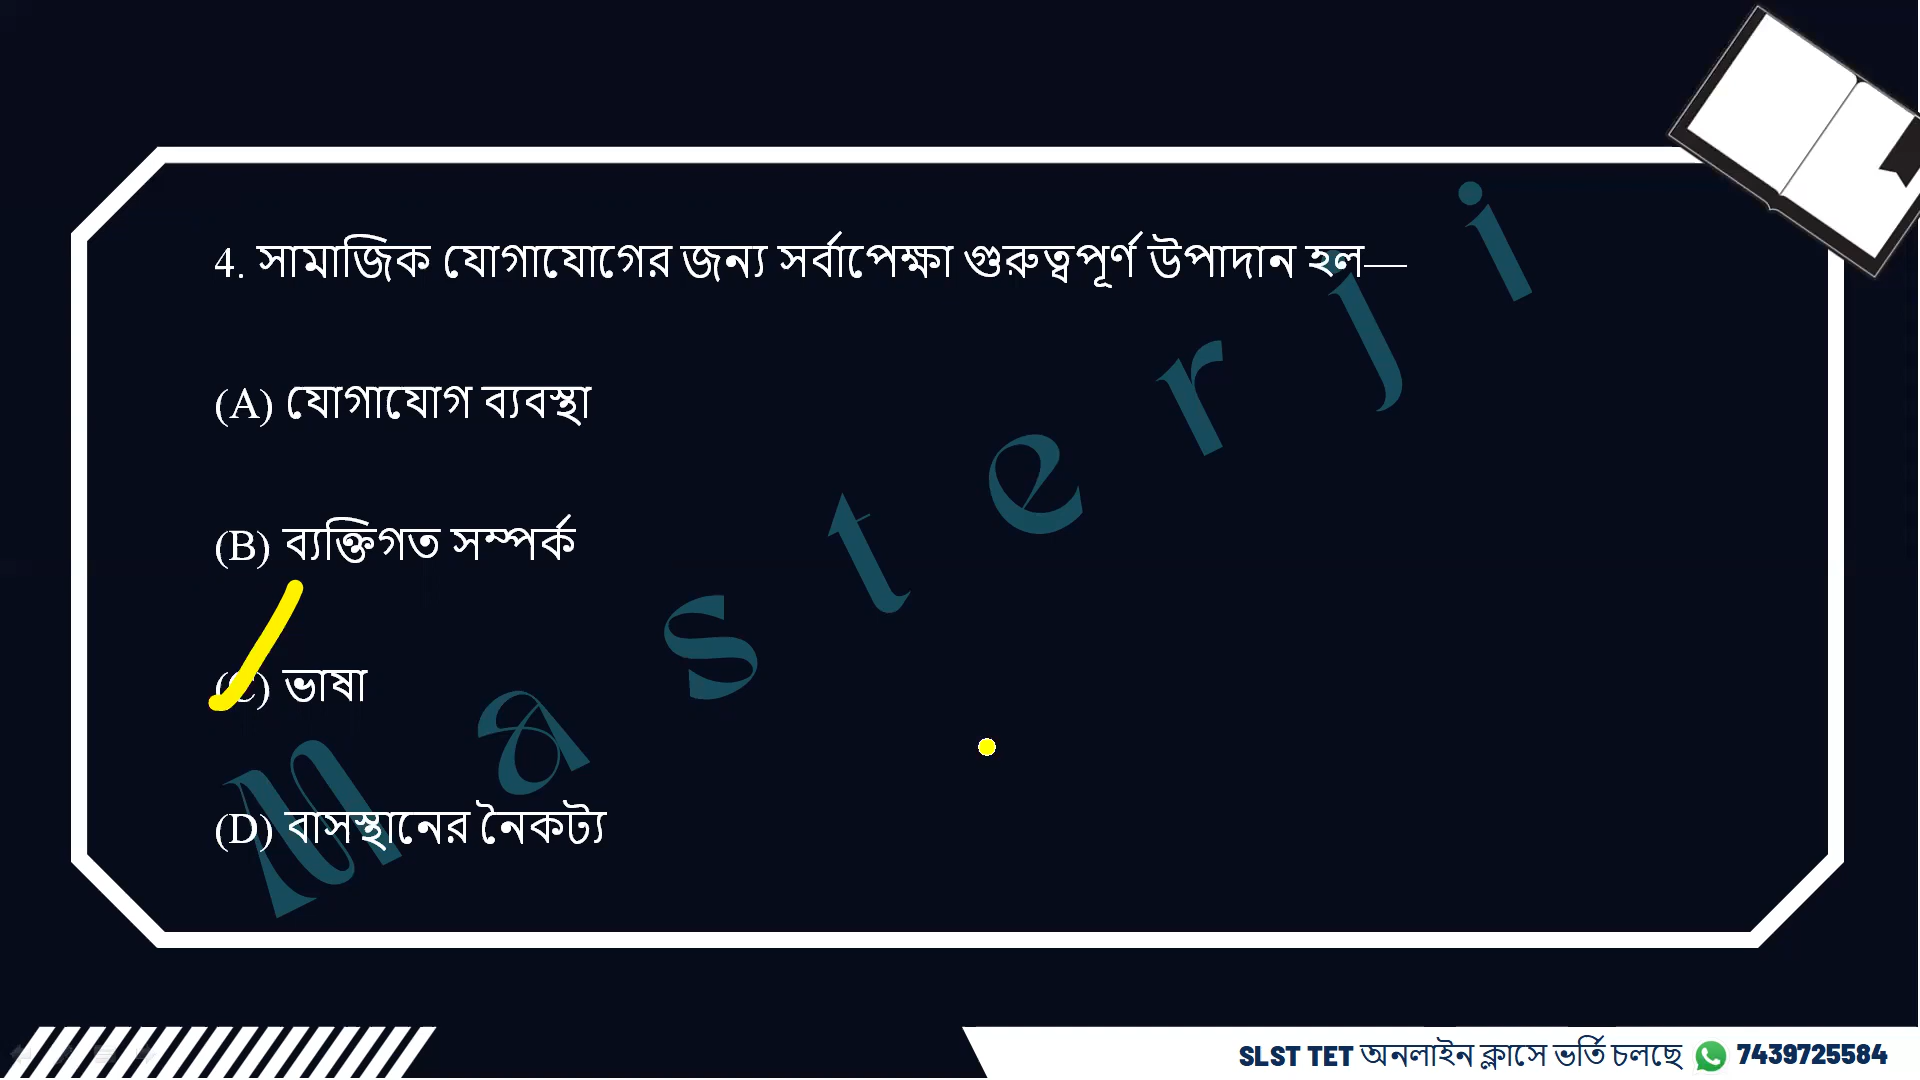 4. সামাজিক যোগাযোগের জন্য সর্বাপেক্ষা গুরুত্বপূর্ণ উপাদান হল—
(A) যোগাযোগ ব্যবস্থা
(B) ব্যক্তিগত সম্পর্ক
(C) ভাষা
(D) বাসস্থানের নৈকট্য
Masterji
SLST TET অনলাইন ক্লাসে ভর্তি চলছে 7439725584